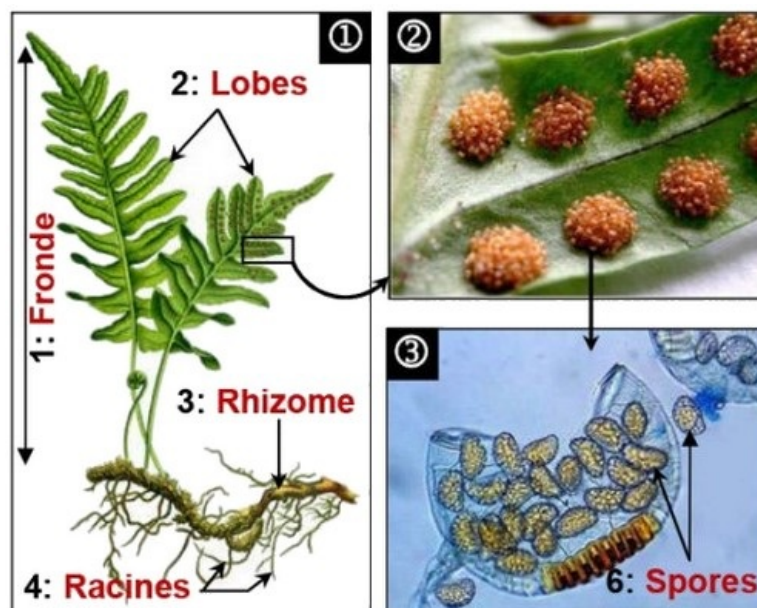 ①
2: Lobes
1: Fronde
3: Rhizome
4: Racines
②
③
6: Spores